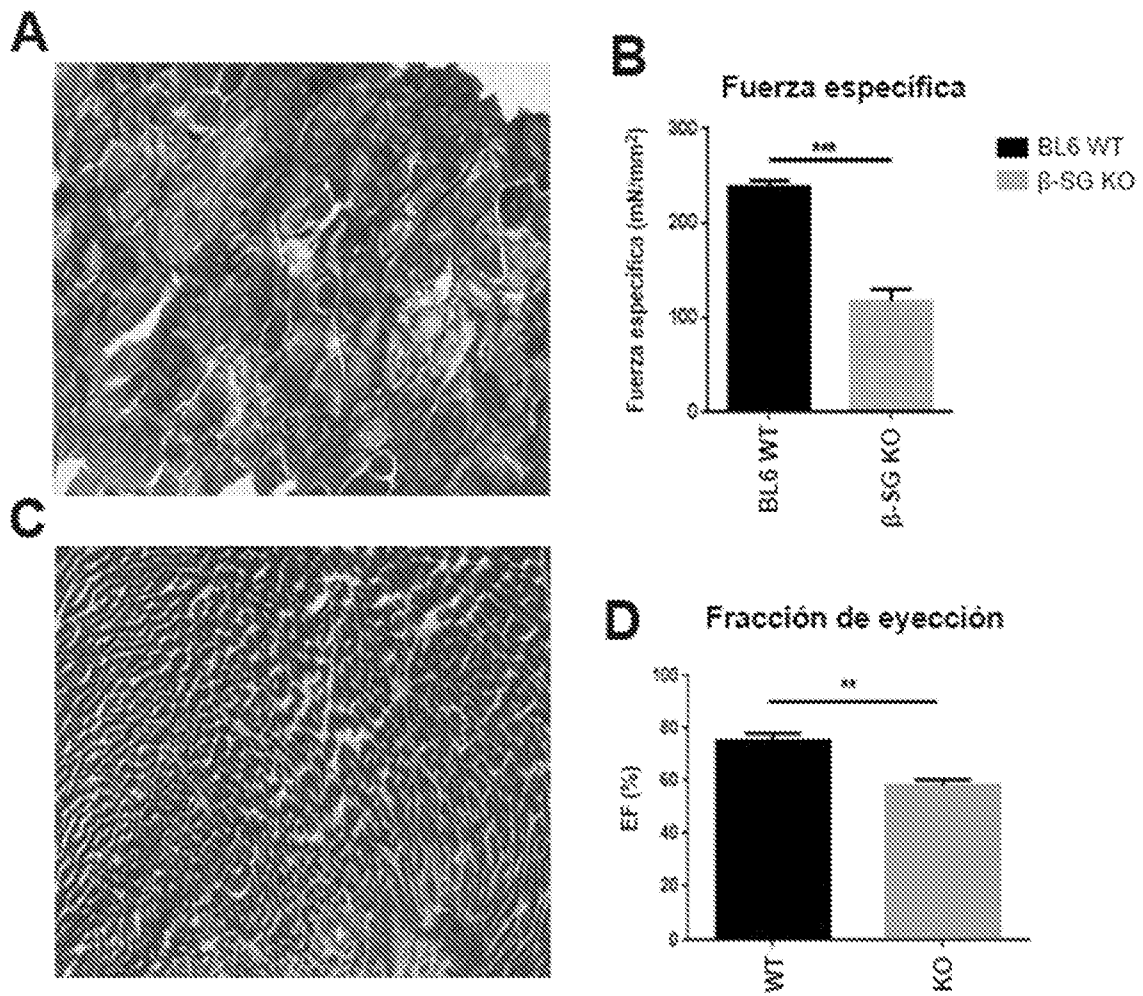 A
B
Fuerza específica
Fuerza específica (mN/mm²)
300
200
100
0
***
BL6 WT
β-SG KO
BL6 WT
β-SG KO
C
D
Fracción de eyección
EF (%)
100
80
60
40
20
0
**
WT
KO